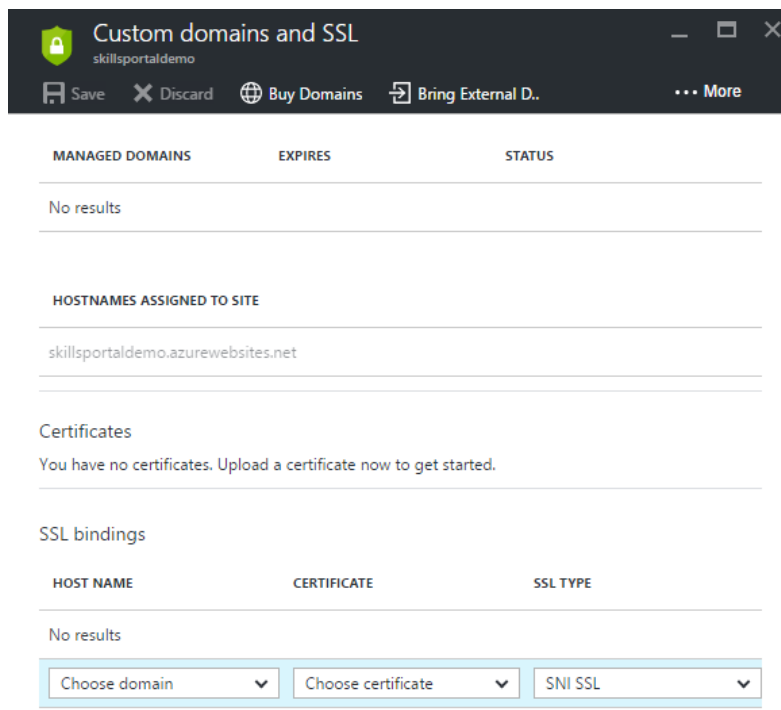 Custom domains and SSL
skillsportaldemo
Save Discard Buy Domains Bring External D.. ••• More
MANAGED DOMAINS EXPIRES STATUS
No results
HOSTNAMES ASSIGNED TO SITE
skillsportaldemo.azurewebsites.net
Certificates
You have no certificates. Upload a certificate now to get started.
SSL bindings
HOST NAME CERTIFICATE SSL TYPE
No results
Choose domain Choose certificate SNI SSL